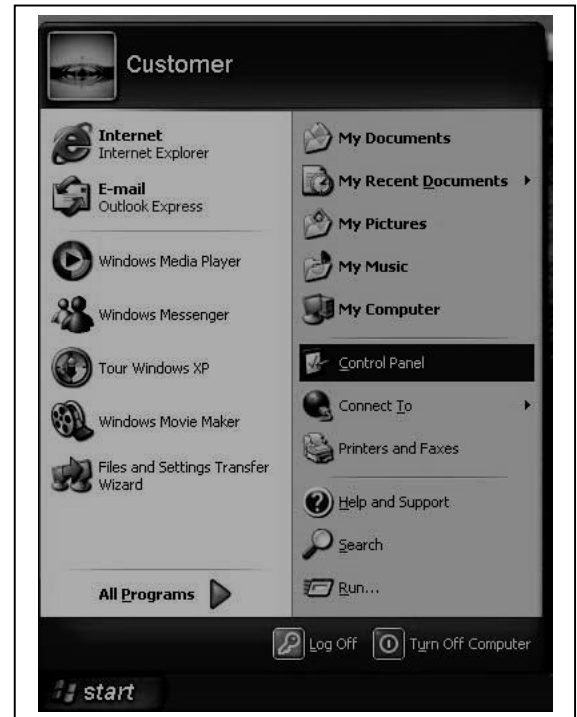 Customer
Internet
Internet Explorer
E-mail
Outlook Express
Windows Media Player
Windows Messenger
Tour Windows XP
Windows Movie Maker
Files and Settings Transfer
Wizard
All Programs
My Documents
My Recent Documents
My Pictures
My Music
My Computer
Control Panel
Connect To
Printers and Faxes
Help and Support
Search
Run...
Log Off
Turn Off Computer
start